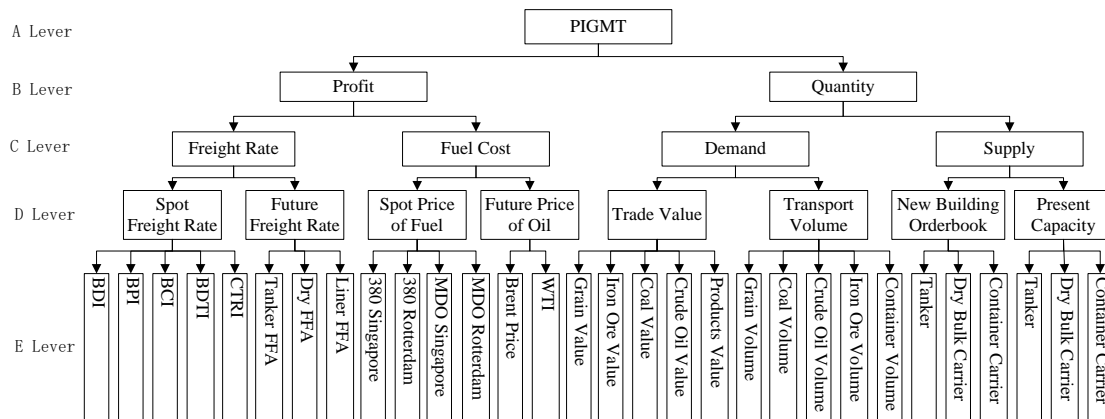 A Lever
PIGMT
B Lever
Profit
Quantity
C Lever
Freight Rate
Fuel Cost
Demand
Supply
D Lever
Spot
Freight Rate
Future
Freight Rate
Spot Price
of Fuel
Future Price
of Oil
Trade Value
Transport
Volume
New Building
Orderbook
Present
Capacity
E Lever
BDI
BPI
BCI
BDTI
CTRI
Tanker FFA
Dry FFA
Liner FFA
380 Singapore
380 Rotterdam
MDO Singapore
MDO Rotterdam
Brent Price
WTI
Grain Value
Iron Ore Value
Coal Value
Crude Oil Value
Products Value
Grain Volume
Coal Volume
Crude Oil Volume
Iron Ore Volume
Container Volume
Tanker
Dry Bulk Carrier
Container Carrier
Tanker
Dry Bulk Carrier
Container Carrier